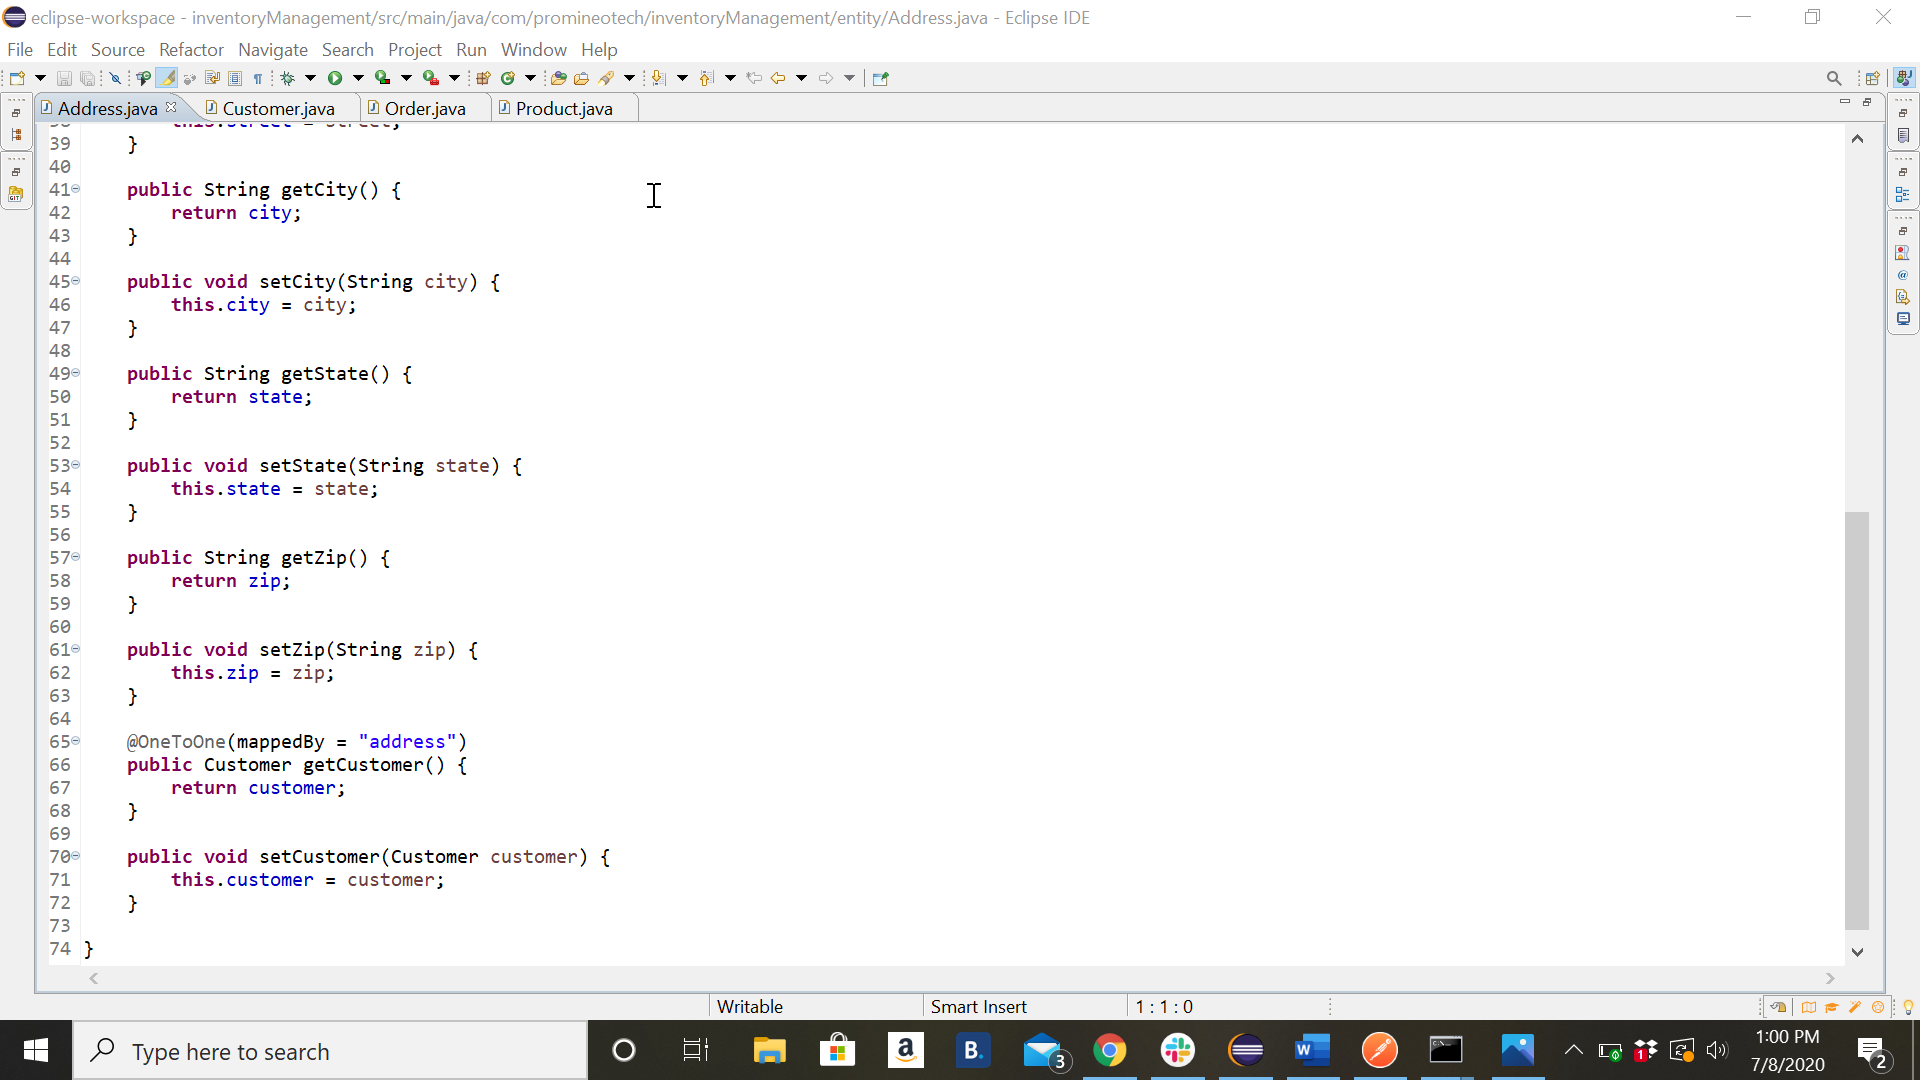 eclipse-workspace - inventoryManagement/src/main/java/com/promineotech/inventoryManagement/entity/Address.java - Eclipse IDE
File Edit Source Refactor Navigate Search Project Run Window Help
Address.java Customer.java Order.java Product.java
38 this.street = street;
39 }
40
41 public String getCity() {
42 return city;
43 }
44
45 public void setCity(String city) {
46 this.city = city;
47 }
48
49 public String getState() {
50 return state;
51 }
52
53 public void setState(String state) {
54 this.state = state;
55 }
56
57 public String getZip() {
58 return zip;
59 }
60
61 public void setZip(String zip) {
62 this.zip = zip;
63 }
64
65 @OneToOne(mappedBy = "address")
66 public Customer getCustomer() {
67 return customer;
68 }
69
70 public void setCustomer(Customer customer) {
71 this.customer = customer;
72 }
73
74 }
Writable Smart Insert 1 : 1 : 0
Type here to search
a B. 3 W 1
1:00 PM
7/8/2020
2